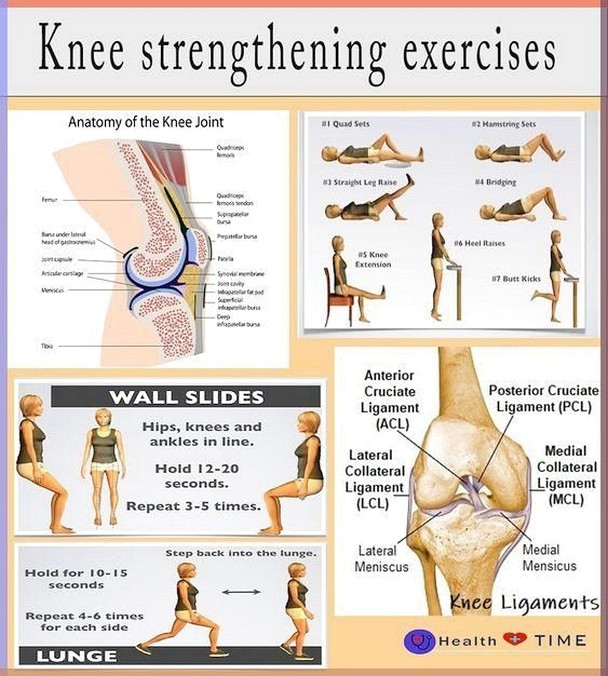 Knee strengthening exercises
Anatomy of the Knee Joint
Quadriceps
femoris
Femur
Quadriceps
femoris tendon
Suprapatellar
bursa
Bursa under lateral
head of gastrocnemius
Prepatellar bursa
Joint capsule
Patella
Articular cartilage
Synovial membrane
Meniscus
Joint cavity
Infrapatellar fat pad
Superficial
infrapatellar bursa
Deep
infrapatellar bursa
Tibia
#1 Quad Sets
#2 Hamstring Sets
#3 Straight Leg Raise
#4 Bridging
#5 Knee
Extension
#6 Heel Raises
#7 Butt Kicks
WALL SLIDES
Hips, knees and
ankles in line.
Hold 12-20
seconds.
Repeat 3-5 times.
Anterior
Cruciate
Ligament
(ACL)
Posterior Cruciate
Ligament (PCL)
Lateral
Collateral
Ligament
(LCL)
Medial
Collateral
Ligament
(MCL)
Lateral
Meniscus
Medial
Mensicus
Knee Ligaments
Step back into the lunge.
Hold for 10-15
seconds
Repeat 4-6 times
for each side
LUNGE
Health TIME